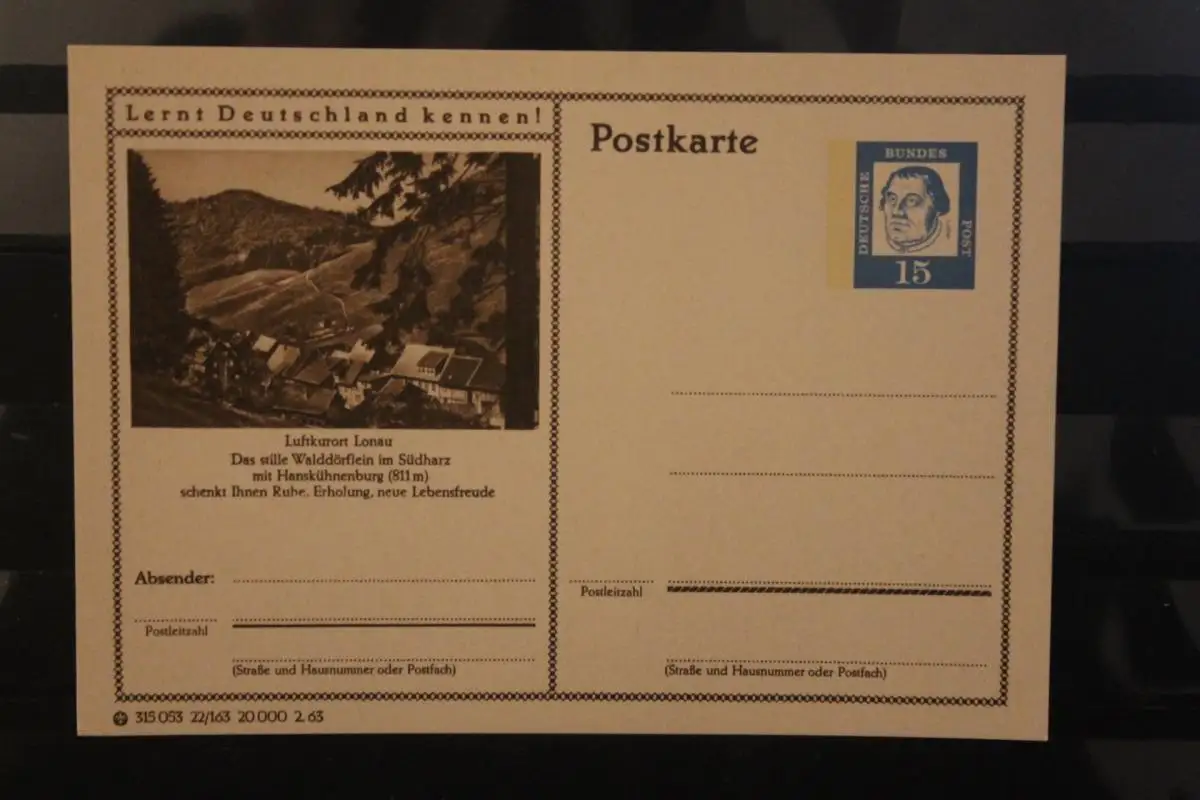 Lernt Deutschland kennen!
Luftkurort Lonau
Das stille Walddörflein im Südharz
mit Hanskühnenburg (811 m)
schenkt Ihnen Ruhe, Erholung, neue Lebensfreude
Absender:
Postleitzahl
(Straße und Hausnummer oder Postfach)
Postkarte
DEUTSCHE
BUNDES
POST
15
Postleitzahl
(Straße und Hausnummer oder Postfach)
315 053 22/163 20 000 2. 63